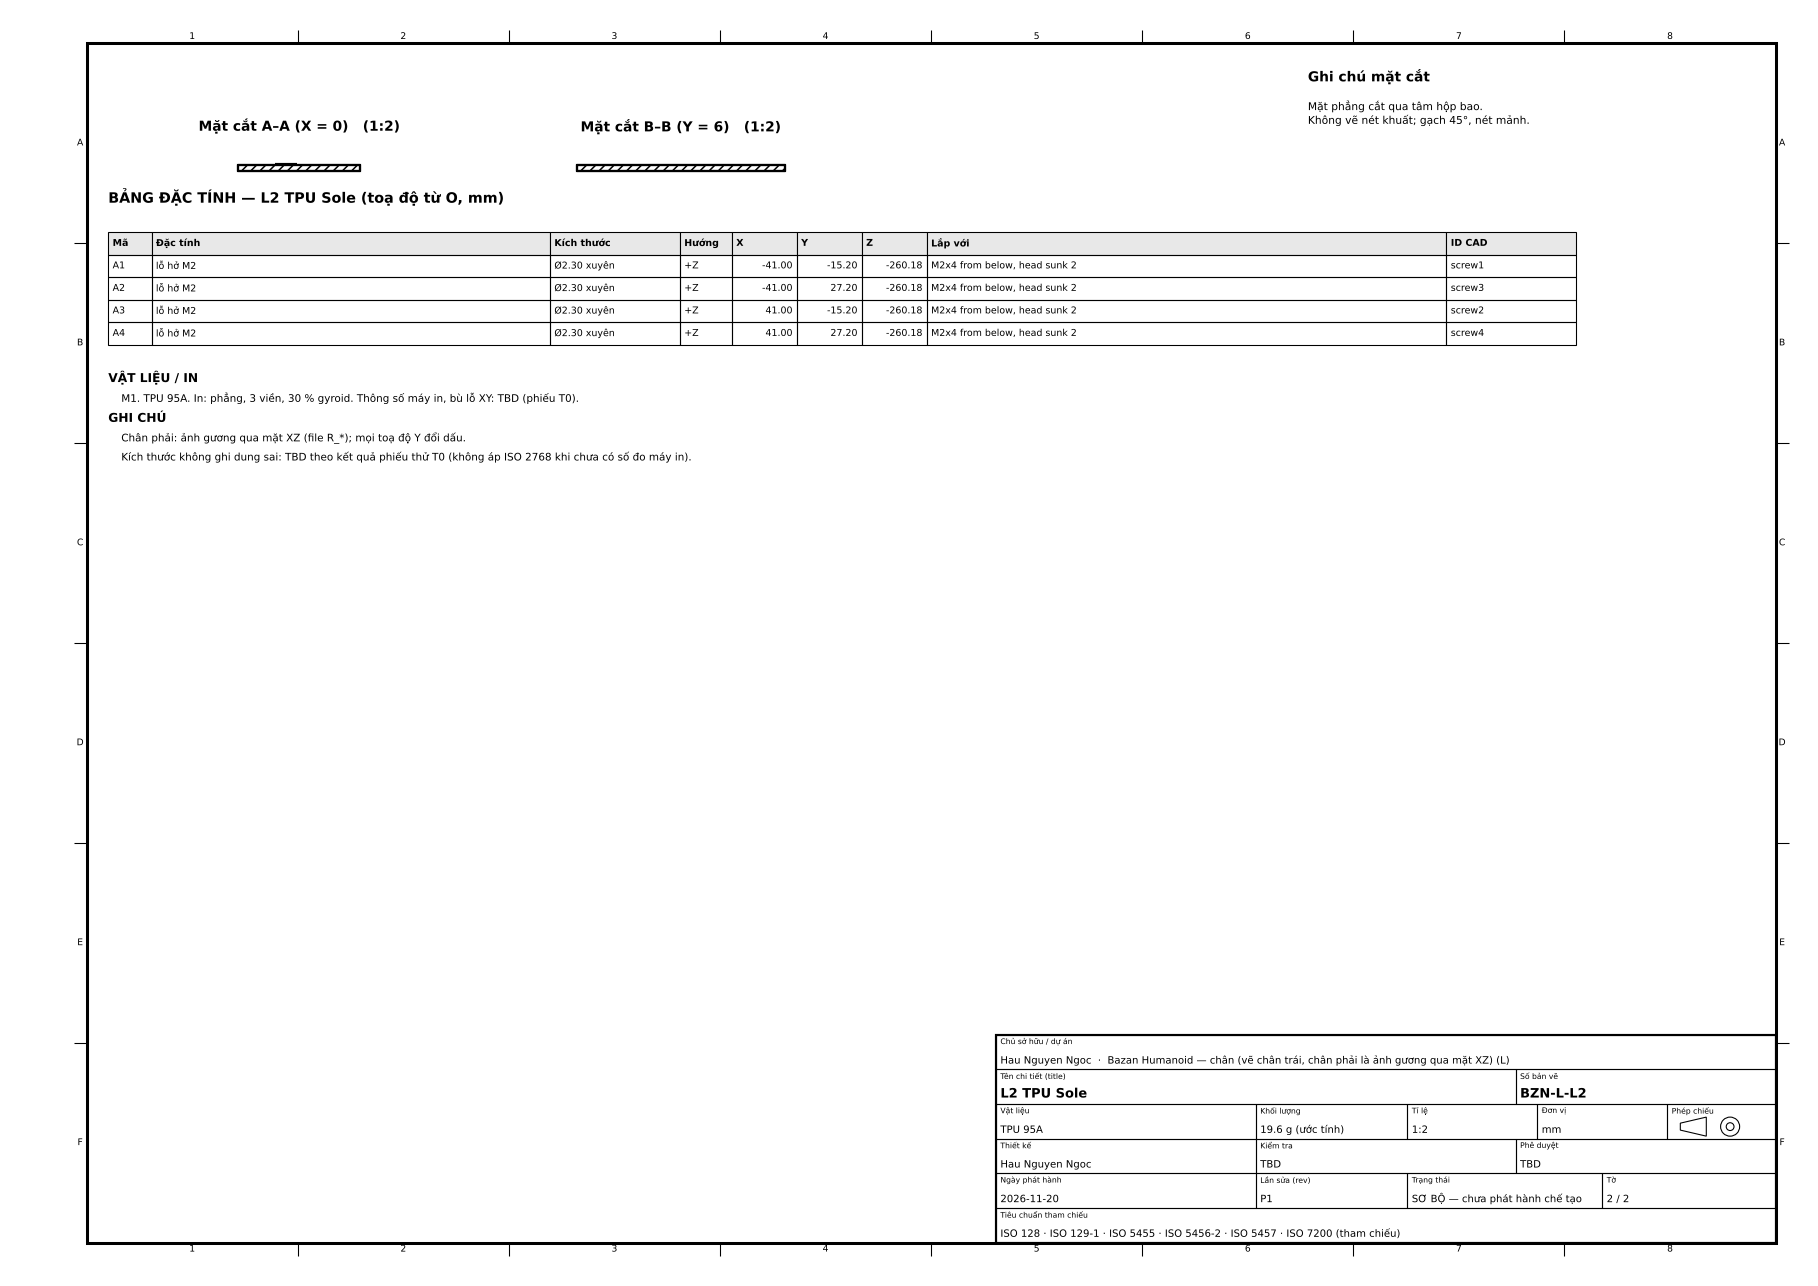 1 2 3 4 5 6 7 8
Ghi chú mặt cắt
Mặt phẳng cắt qua tâm hộp bao.
Không vẽ nét khuất; gạch 45°, nét mảnh.
Mặt cắt A–A (X = 0) (1:2)
Mặt cắt B–B (Y = 6) (1:2)
A A
BẢNG ĐẶC TÍNH — L2 TPU Sole (toạ độ từ O, mm)
Mã Đặc tính Kích thước Hướng X Y Z Lắp với ID CAD
A1 lỗ hở M2 Ø2.30 xuyên +Z -41.00 -15.20 -260.18 M2x4 from below, head sunk 2 screw1
A2 lỗ hở M2 Ø2.30 xuyên +Z -41.00 27.20 -260.18 M2x4 from below, head sunk 2 screw3
A3 lỗ hở M2 Ø2.30 xuyên +Z 41.00 -15.20 -260.18 M2x4 from below, head sunk 2 screw2
A4 lỗ hở M2 Ø2.30 xuyên +Z 41.00 27.20 -260.18 M2x4 from below, head sunk 2 screw4
B B
VẬT LIỆU / IN
M1. TPU 95A. In: phẳng, 3 viền, 30 % gyroid. Thông số máy in, bù lỗ XY: TBD (phiếu T0).
GHI CHÚ
Chân phải: ảnh gương qua mặt XZ (file R_*); mọi toạ độ Y đổi dấu.
Kích thước không ghi dung sai: TBD theo kết quả phiếu thử T0 (không áp ISO 2768 khi chưa có số đo máy in).
C C
D D
E E
Chủ sở hữu / dự án
Hau Nguyen Ngoc · Bazan Humanoid — chân (vẽ chân trái, chân phải là ảnh gương qua mặt XZ) (L)
Tên chi tiết (title) Số bản vẽ
L2 TPU Sole BZN-L-L2
Vật liệu Khối lượng Tỉ lệ Đơn vị Phép chiếu
TPU 95A 19.6 g (ước tính) 1:2 mm
F F
Thiết kế Kiểm tra Phê duyệt
Hau Nguyen Ngoc TBD TBD
Ngày phát hành Lần sửa (rev) Trạng thái Tờ
2026-11-20 P1 SƠ BỘ — chưa phát hành chế tạo 2 / 2
Tiêu chuẩn tham chiếu
ISO 128 · ISO 129-1 · ISO 5455 · ISO 5456-2 · ISO 5457 · ISO 7200 (tham chiếu)
1 2 3 4 5 6 7 8